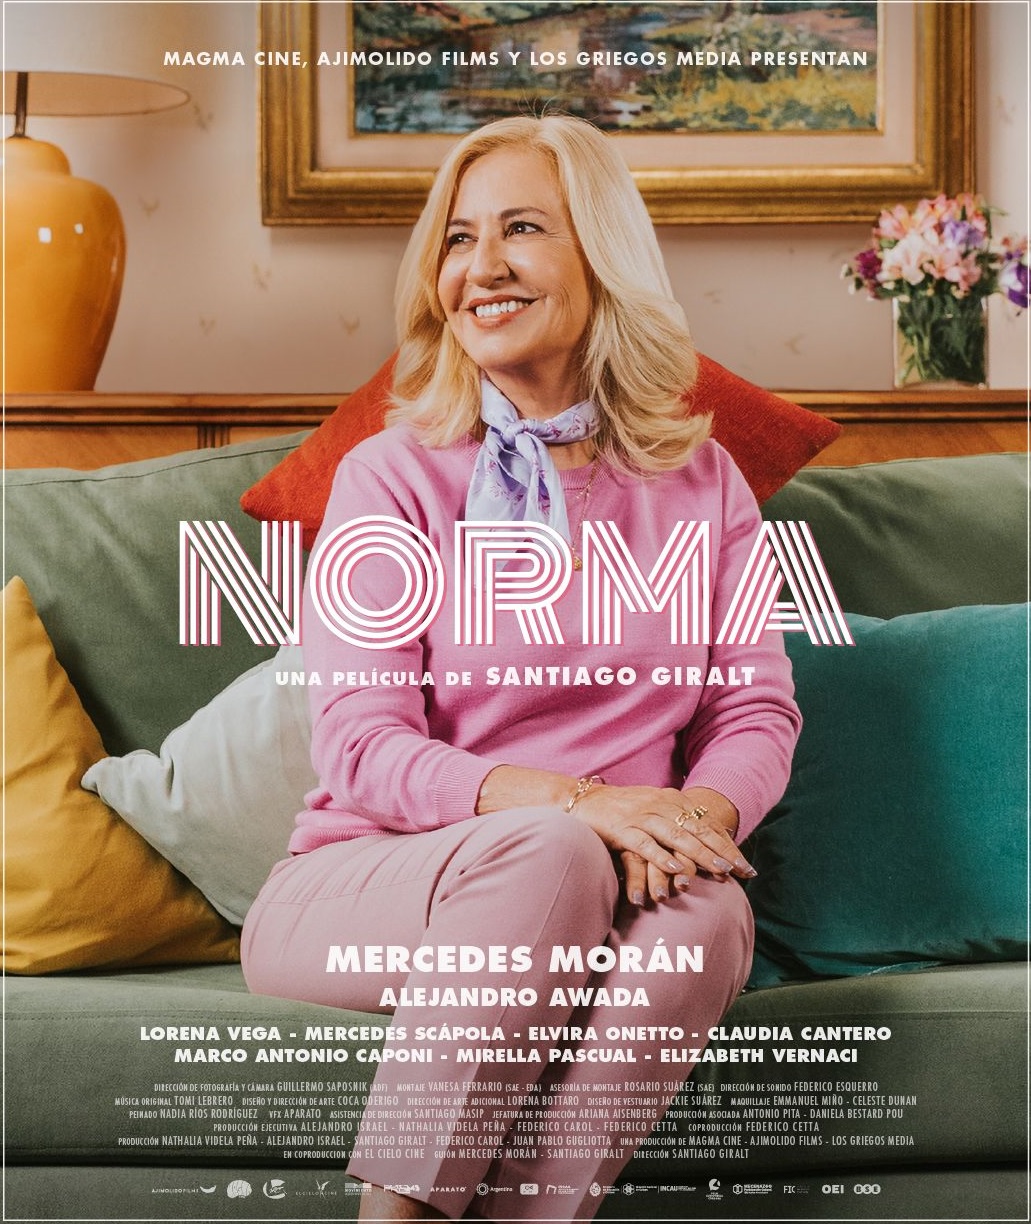 MAGMA CINE, AJIMOLIDO FILMS Y LOS GRIEGOS MEDIA PRESENTAN
NORMA
UNA PELÍCULA DE SANTIAGO GIRALT
MERCEDES MORÁN
ALEJANDRO AWADA
LORENA VEGA - MERCEDES SCÁPOLA - ELVIRA ONETTO - CLAUDIA CANTERO
MARCO ANTONIO CAPONI - MIRELLA PASCUAL - ELIZABETH VERNACI
DIRECCIÓN DE FOTOGRAFÍA Y CÁMARA GUILLERMO SAPOSNIK (ADF) MONTAJE VANESA FERRARIO (SAE - EDA) ASESORÍA DE MONTAJE ROSARIO SUÁREZ (SAE) DIRECCIÓN DE SONIDO FEDERICO ESQUERRO
MÚSICA ORIGINAL TOMI LEBRERO DISEÑO Y DIRECCIÓN DE ARTE COCA ODERIGO DIRECCIÓN DE ARTE ADICIONAL LORENA BOTTARO DISEÑO DE VESTUARIO JACKIE SUÁREZ MAQUILLAJE EMMANUEL MIÑO - CELESTE DUNAN
PEINADO NADIA RÍOS RODRÍGUEZ VFX APARATO ASISTENCIA DE DIRECCIÓN SANTIAGO MASIP JEFATURA DE PRODUCCIÓN ARIANA AISENBERG PRODUCCIÓN ASOCIADA ANTONIO PITA - DANIELA BESTARD POU
PRODUCCIÓN EJECUTIVA ALEJANDRO ISRAEL - NATHALIA VIDELA PEÑA - FEDERICO CAROL - FEDERICO CETTA COPRODUCCIÓN FEDERICO CETTA
PRODUCCIÓN NATHALIA VIDELA PEÑA - ALEJANDRO ISRAEL - SANTIAGO GIRALT - FEDERICO CAROL - JUAN PABLO GUGLIOTTA UNA PRODUCCIÓN DE MAGMA CINE - AJIMOLIDO FILMS - LOS GRIEGOS MEDIA
EN COPRODUCCION CON EL CIELO CINE GUIÓN MERCEDES MORÁN - SANTIAGO GIRALT DIRECCIÓN SANTIAGO GIRALT
AJIMOLIDOFILMS ELCIELOCINE APARATO Argentina INCAU FIC OEI